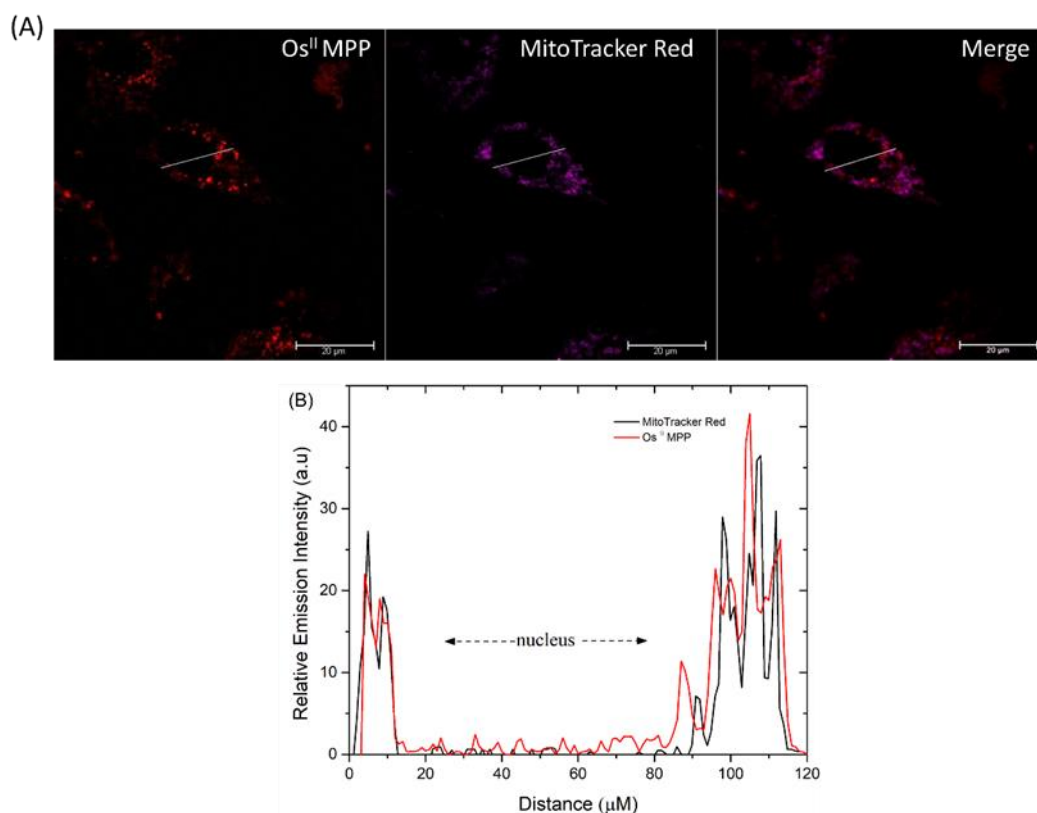 (A)
Os^II MPP
MitoTracker Red
Merge
20 µm
20 µm
20 µm
(B)
MitoTracker Red
Os^II MPP
nucleus
Relative Emission Intensity (a.u)
40
30
20
10
0
0 20 40 60 80 100 120
Distance (µM)